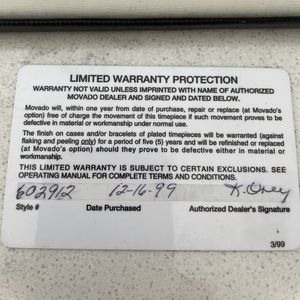 LIMITED WARRANTY PROTECTION
WARRANTY NOT VALID UNLESS IMPRINTED WITH NAME OF AUTHORIZED
MOVADO DEALER AND SIGNED AND DATED BELOW.
Movado will, within one year from date of purchase, repair or replace (at Movado's
option) free of charge the movement of this timepiece if such movement proves to be
defective in material or workmanship under normal use.
The finish on cases and/or bracelets of plated timepieces will be warranted (against
flaking and peeling only) for a period of five (5) years and will be refinished or replaced
(at Movado's option) should they prove to be defective either in material or
workmanship.
THIS LIMITED WARRANTY IS SUBJECT TO CERTAIN EXCLUSIONS. SEE
OPERATING MANUAL FOR COMPLETE TERMS AND CONDITIONS.
602912 12-16-99 K.
Style # Date Purchased Authorized Dealer's Signature
3/99